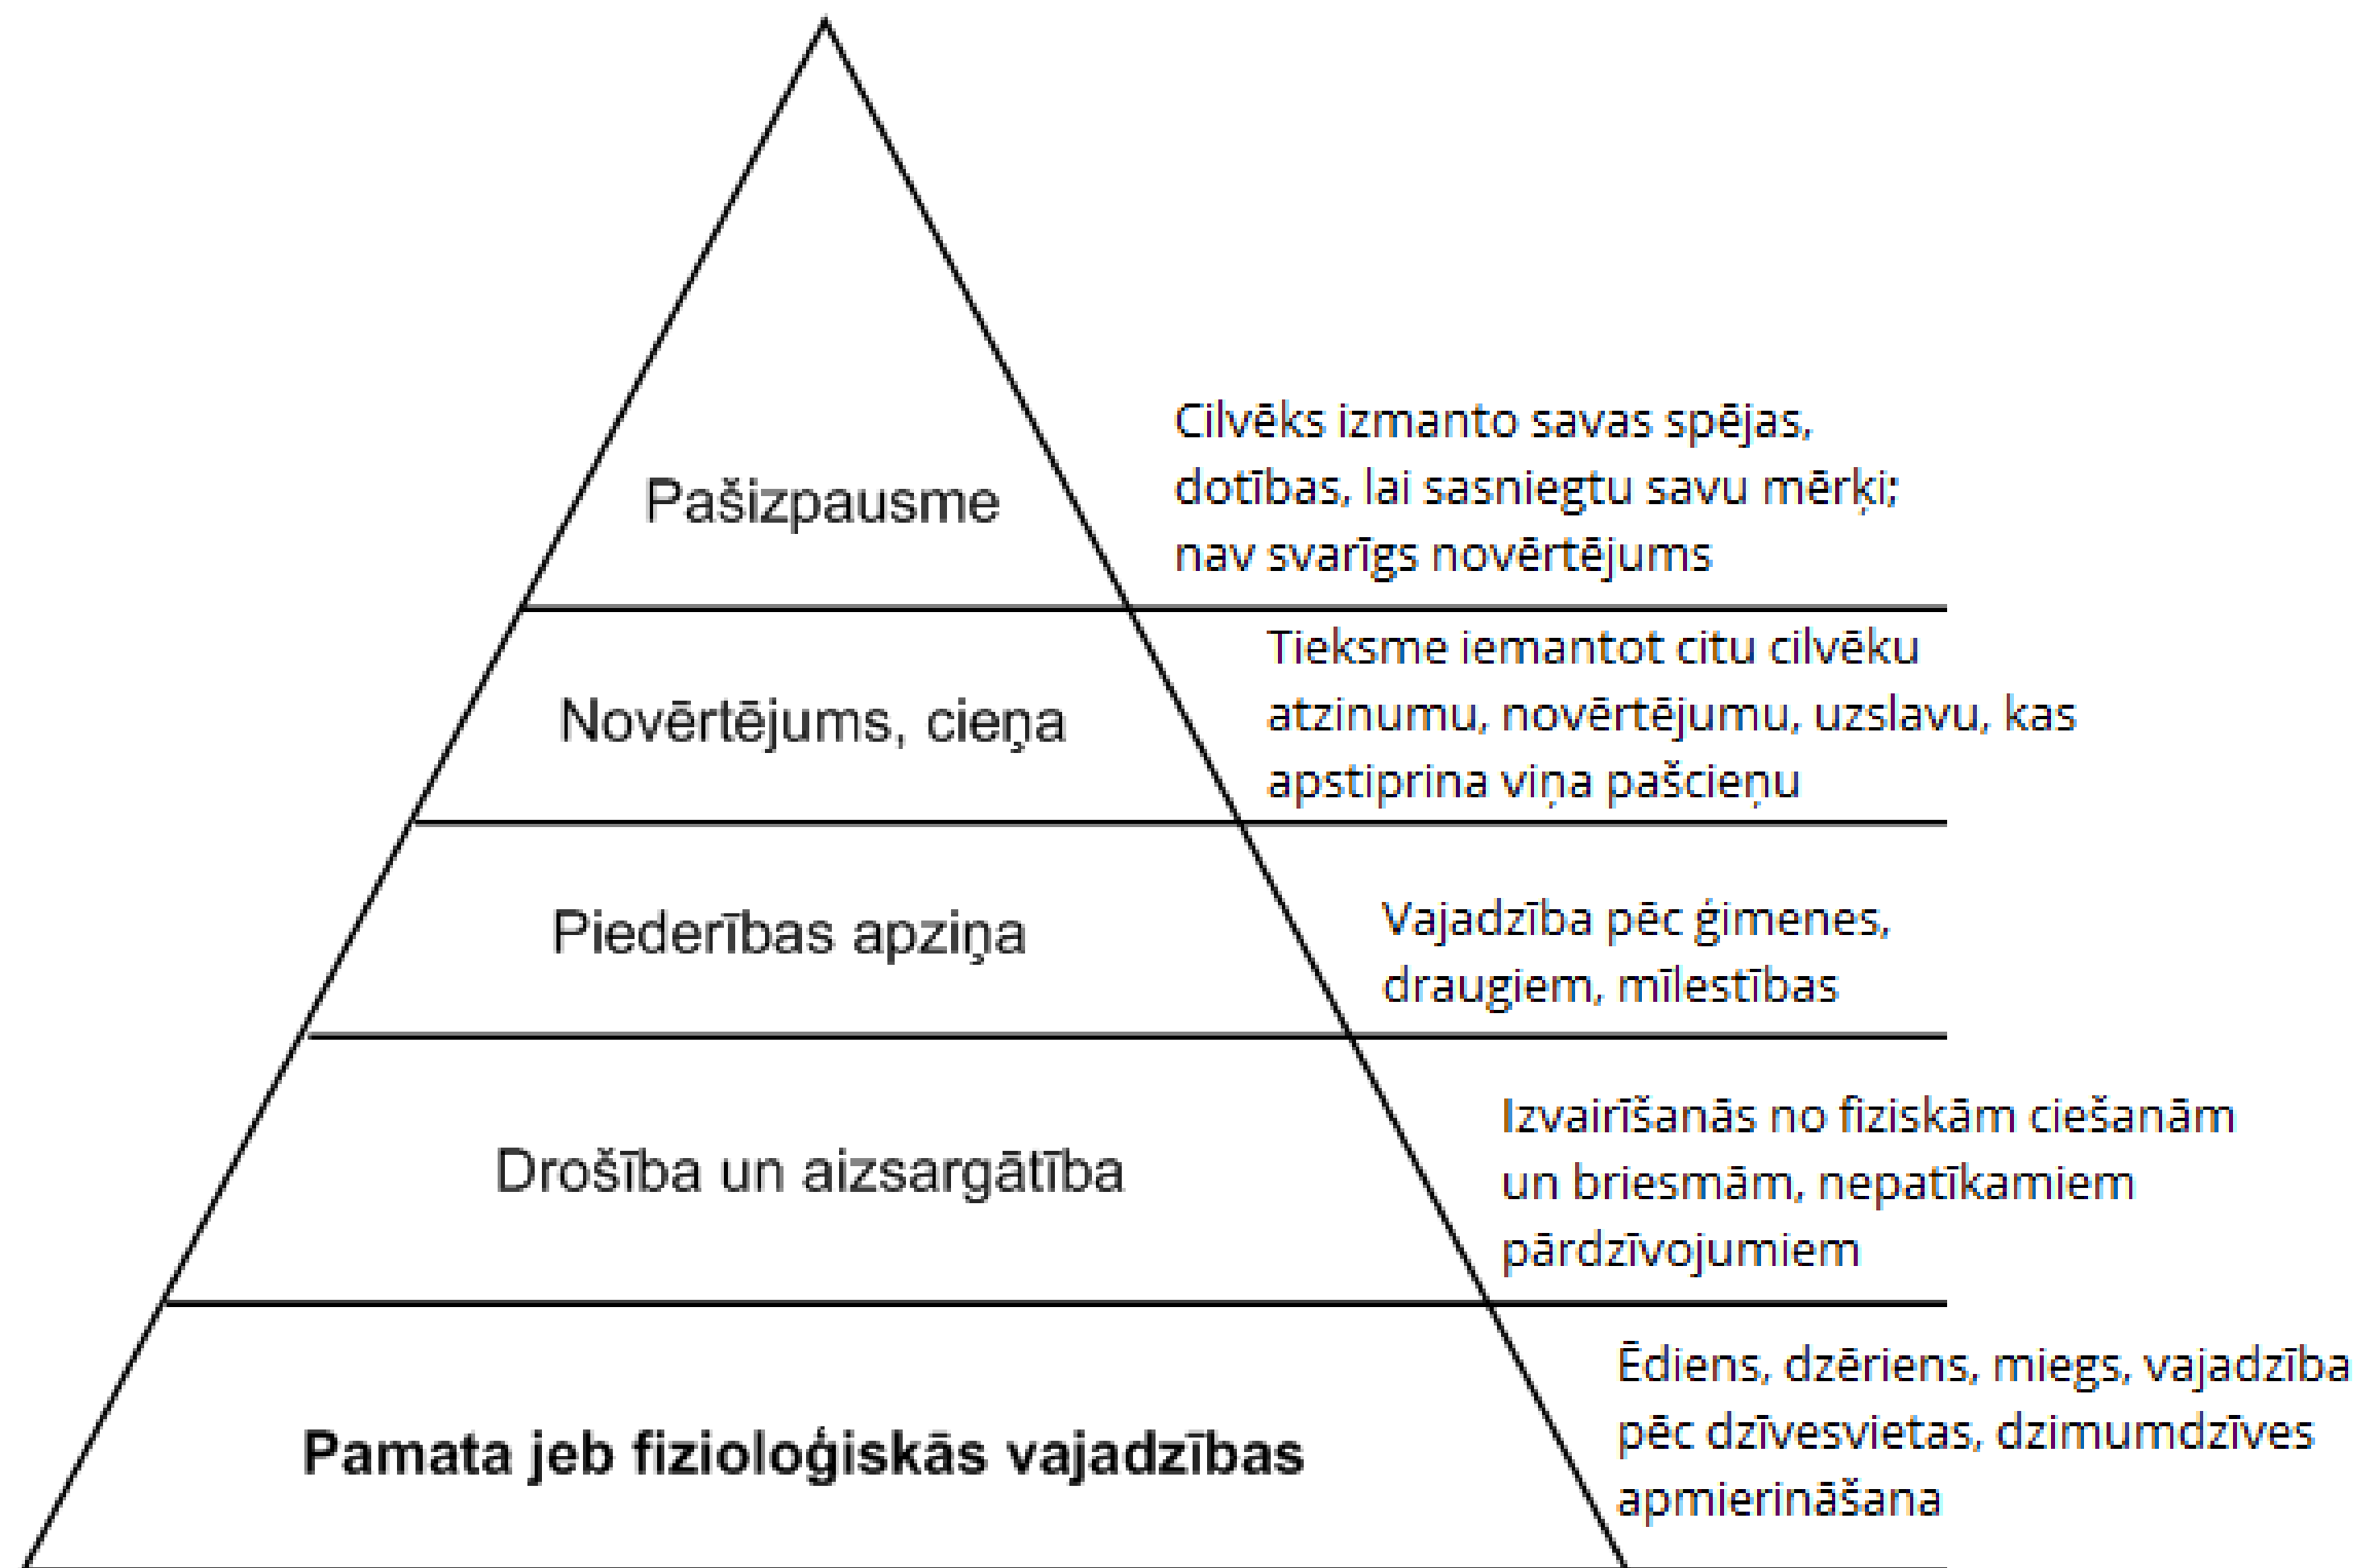 Cilvēks izmanto savas spējas,
dotības, lai sasniegtu savu mērķi;
nav svarīgs novērtējums
Pašizpausme
Tieksme iemantot citu cilvēku
atzinumu, novērtējumu, uzslavu, kas
apstiprina viņa pašcieņu
Novērtējums, cieņa
Vajadzība pēc ģimenes,
draugiem, mīlestības
Piederības apziņa
Izvairīšanās no fiziskām ciešanām
un briesmām, nepatīkamiem
pārdzīvojumiem
Drošība un aizsargātība
Ēdiens, dzēriens, miegs, vajadzība
pēc dzīvesvietas, dzimumdzīves
apmierināšana
Pamata jeb fizioloģiskās vajadzības